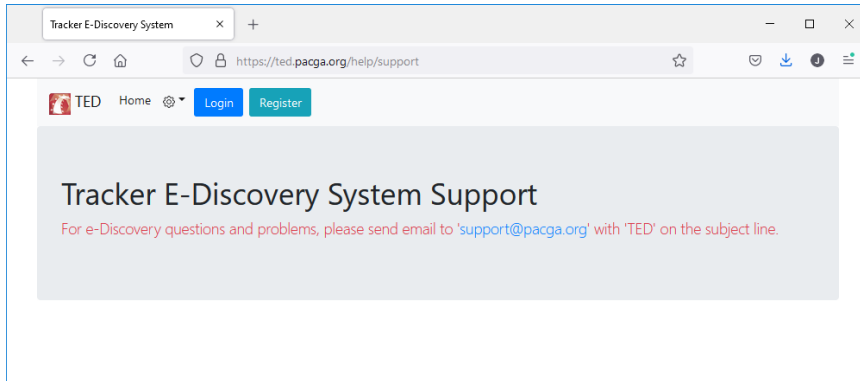 Tracker E-Discovery System
https://ted.pacga.org/help/support
J
TED Home Login Register
Tracker E-Discovery System Support
For e-Discovery questions and problems, please send email to 'support@pacga.org' with 'TED' on the subject line.